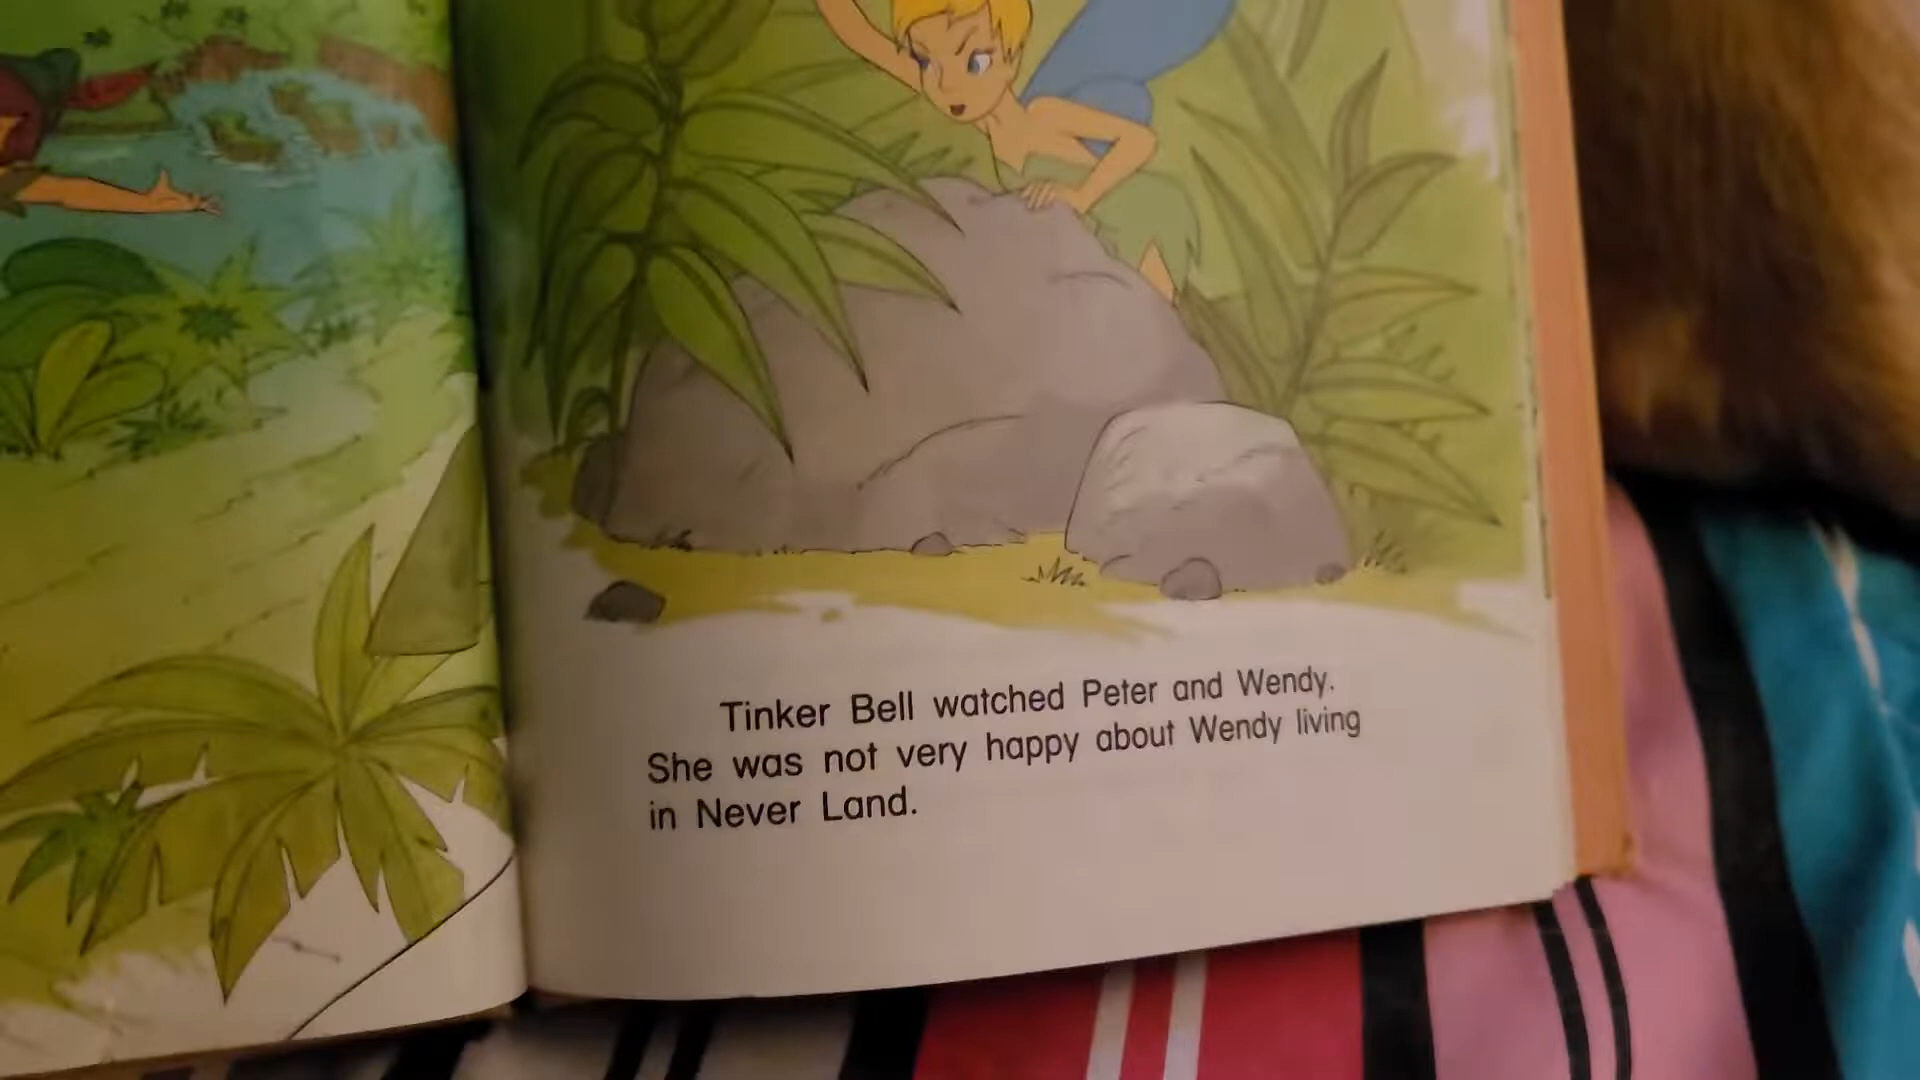 Tinker Bell watched Peter and Wendy.
She was not very happy about Wendy living
in Never Land.